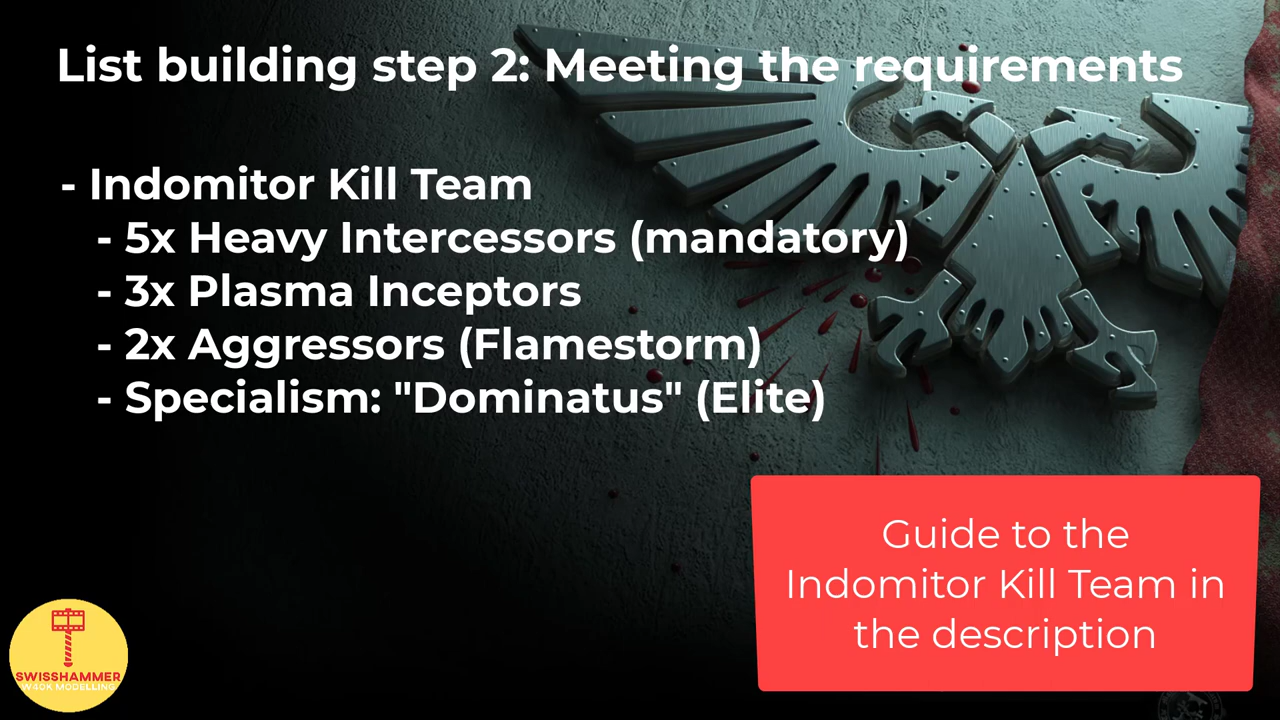 List building step 2: Meeting the requirements
- Indomitor Kill Team
- 5x Heavy Intercessors (mandatory)
- 3x Plasma Inceptors
- 2x Aggressors (Flamestorm)
- Specialism: "Dominatus" (Elite)
Guide to the
Indomitor Kill Team in
the description
SWISSHAMMER
W40K MODELLING